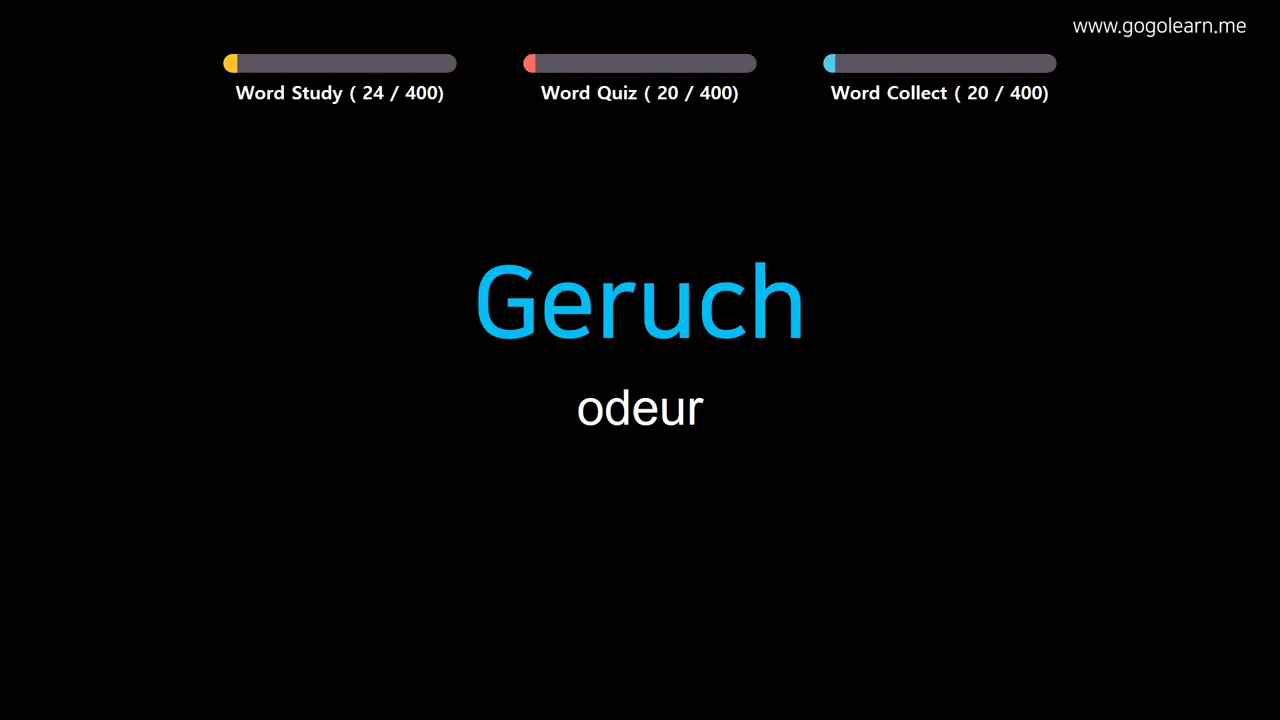 www.gogolearn.me
Word Study ( 24 / 400)
Word Quiz ( 20 / 400)
Word Collect ( 20 / 400)
Geruch
odeur